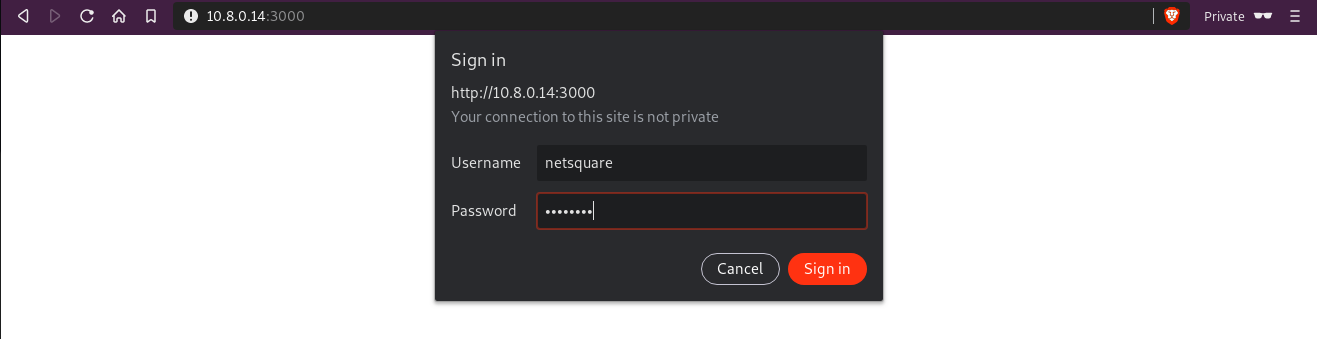 10.8.0.14:3000
Private
Sign in
http://10.8.0.14:3000
Your connection to this site is not private
Username netsquare
Password ••••••••
Cancel Sign in